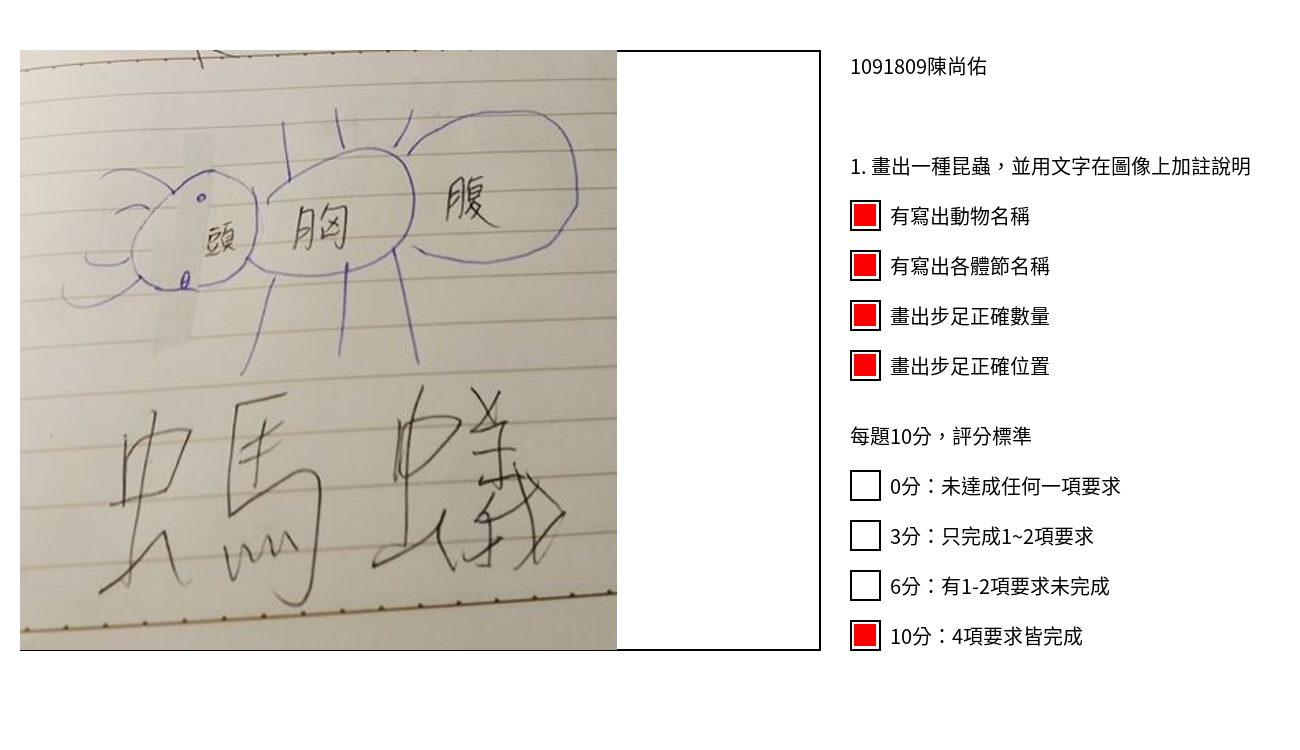 頭
胸
腹
螞蟻
1091809陳尚佑
1. 畫出一種昆蟲，並用文字在圖像上加註說明
有寫出動物名稱
有寫出各體節名稱
畫出步足正確數量
畫出步足正確位置
每題10分，評分標準
0分：未達成任何一項要求
3分：只完成1~2項要求
6分：有1-2項要求未完成
10分：4項要求皆完成